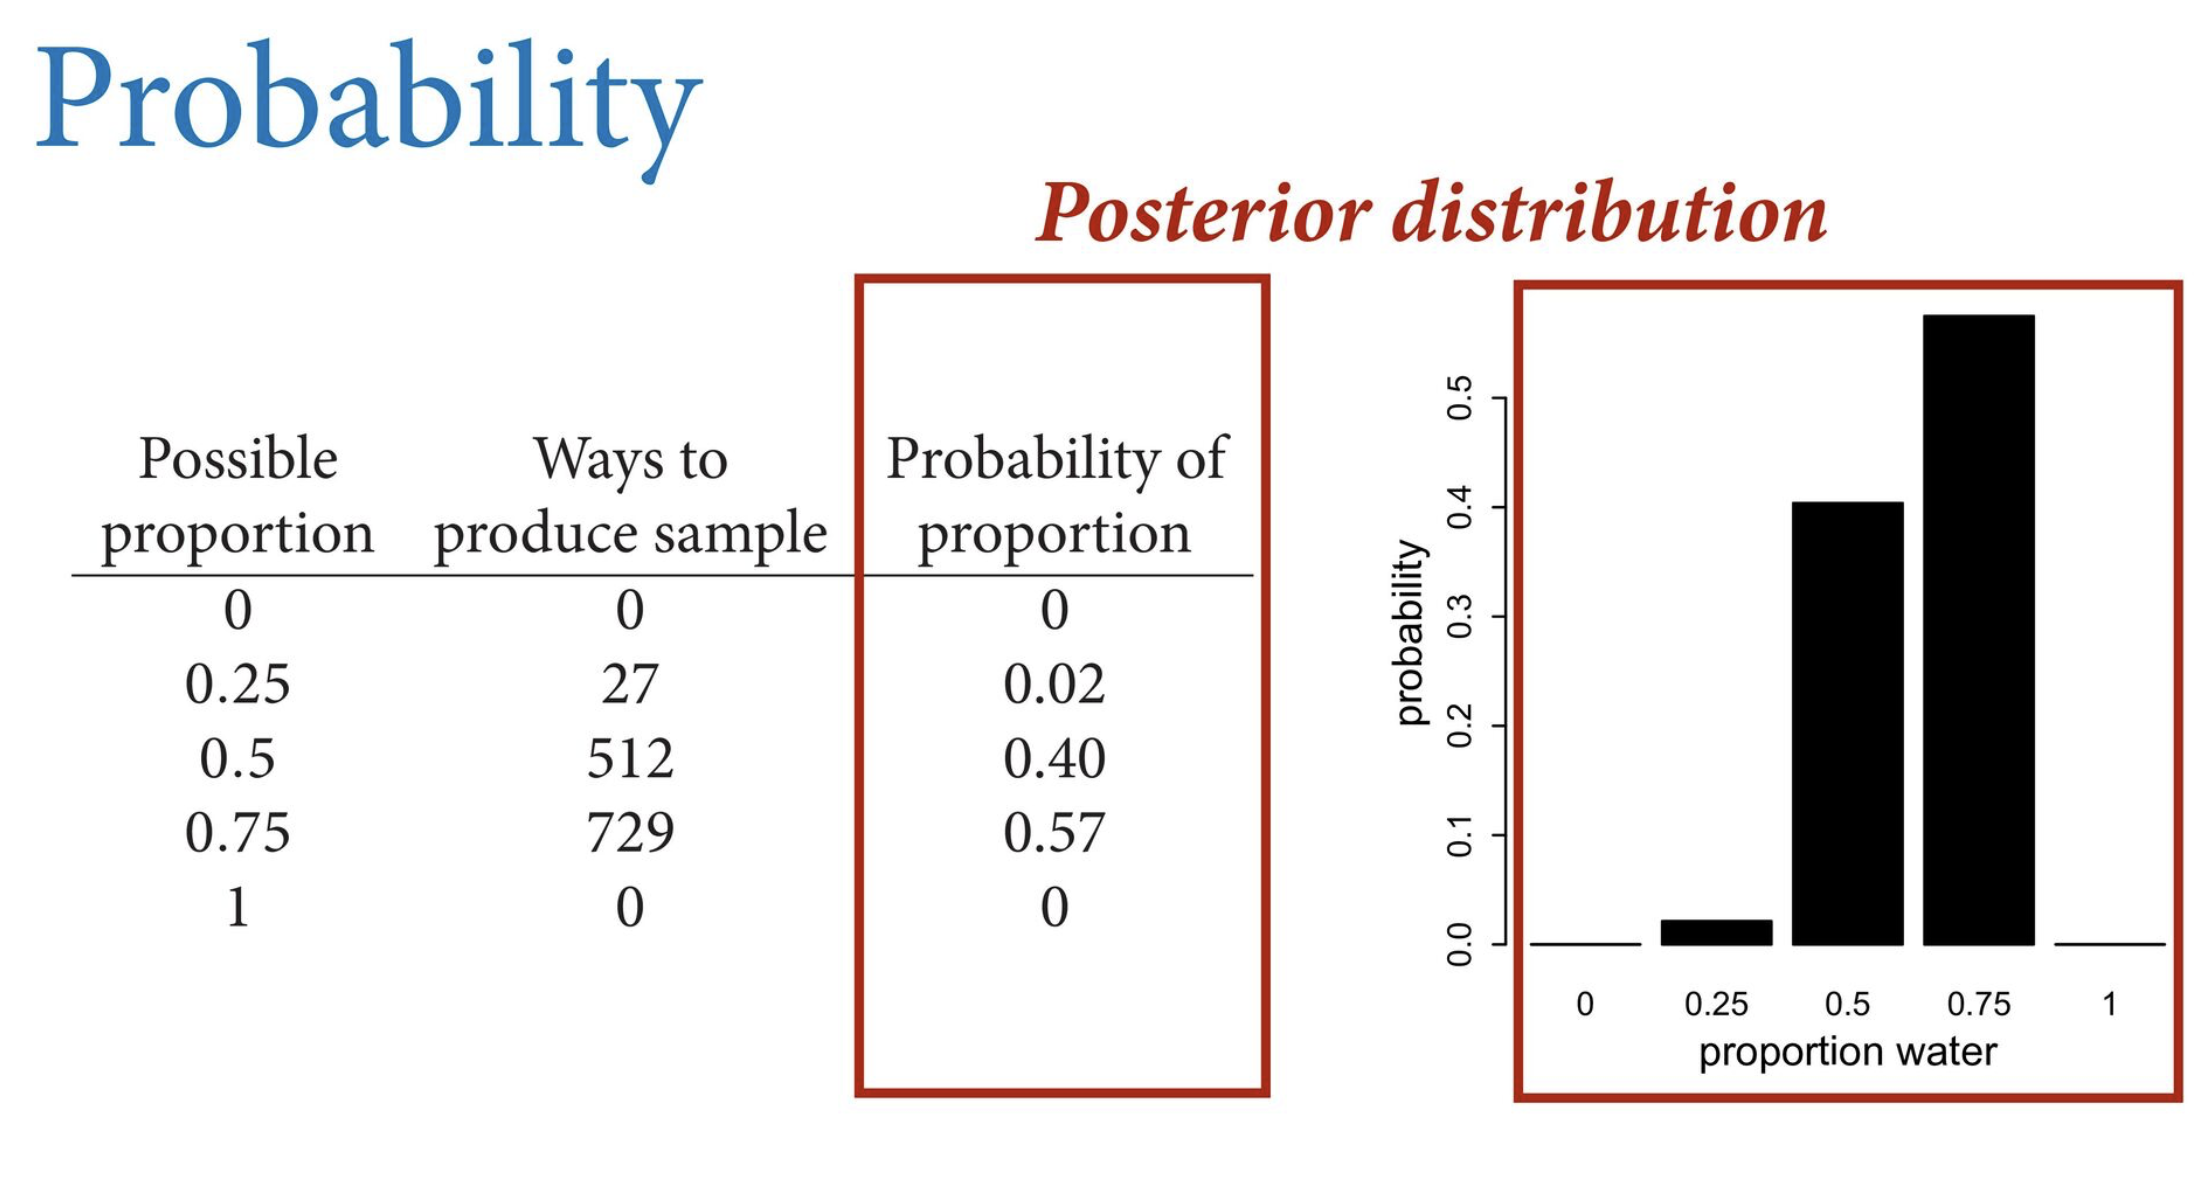 Probability
Posterior distribution
Possible proportion Ways to produce sample Probability of proportion
0 0 0
0.25 27 0.02
0.5 512 0.40
0.75 729 0.57
1 0 0
probability
0.5
0.4
0.3
0.2
0.1
0.0
0 0.25 0.5 0.75 1
proportion water